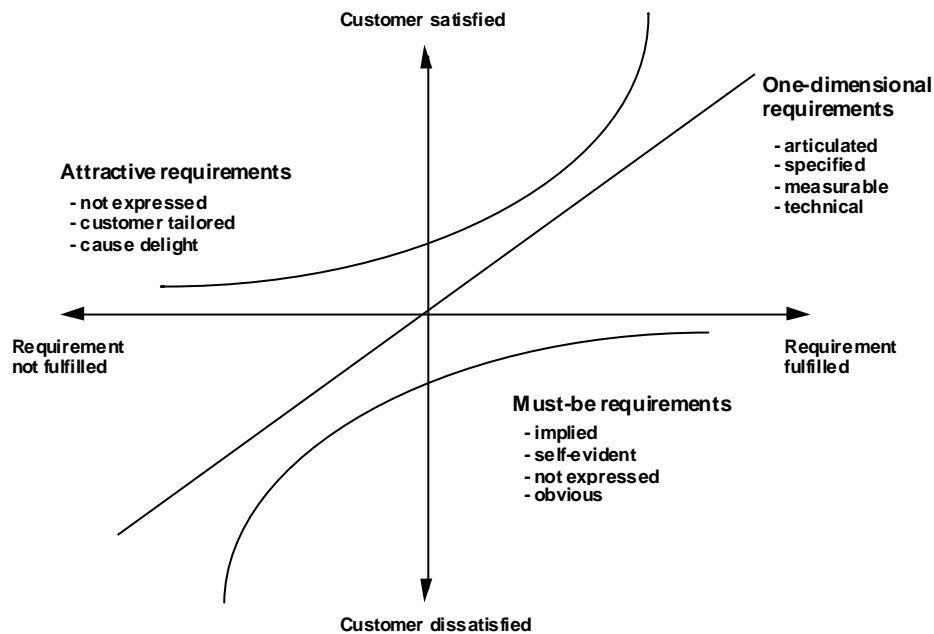 Customer satisfied
One-dimensional
requirements
- articulated
- specified
- measurable
- technical
Attractive requirements
- not expressed
- customer tailored
- cause delight
Requirement
not fulfilled
Requirement
fulfilled
Must-be requirements
- implied
- self-evident
- not expressed
- obvious
Customer dissatisfied